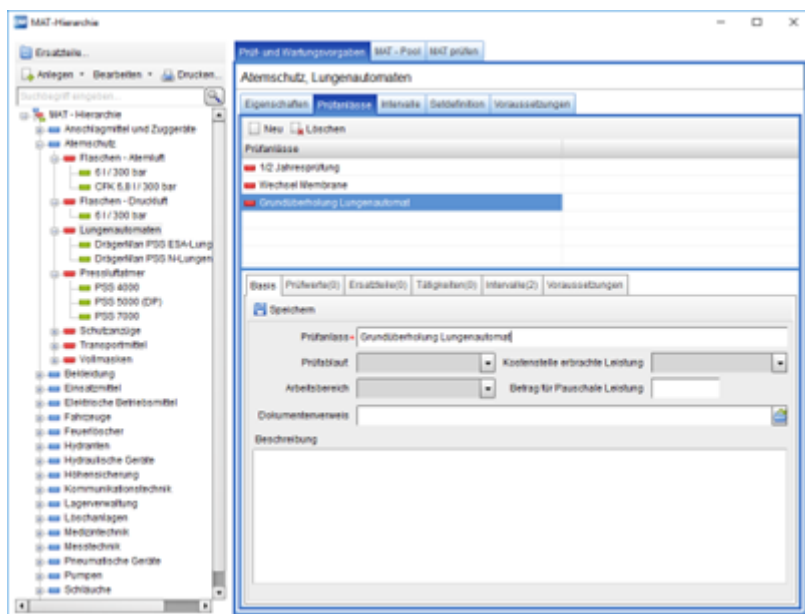 MAT-Hierarchie
Ersatzteile...
Anlegen Bearbeiten Drucken...
Suchbegriff eingeben...
MAT - Hierarchie
Anschlagmittel und Zuggeräte
Atemschutz
Flaschen - Atemluft
6 l / 300 bar
CFK 6,8 l / 300 bar
Flaschen - Druckluft
6 l / 300 bar
Lungenautomaten
DrägerMan PSS ESA-Lung
DrägerMan PSS N-Lungen
Pressluftatmer
PSS 4000
PSS 5000 (DP)
PSS 7000
Schutzanzüge
Transportmittel
Vollmasken
Bekleidung
Einsatzmittel
Elektrische Betriebsmittel
Fahrzeuge
Feuerlöscher
Hydranten
Hydraulische Geräte
Höhensicherung
Kommunikationstechnik
Lagerverwaltung
Löschanlagen
Medizintechnik
Messtechnik
Pneumatische Geräte
Pumpen
Schläuche
Prüf- und Wartungsvorgaben MAT - Pool MAT prüfen
Atemschutz, Lungenautomaten
Eigenschaften Prüfanlässe Intervalle Setdefinition Voraussetzungen
Neu Löschen
Prüfanlässe
1/2 Jahresprüfung
Wechsel Membrane
Grundüberholung Lungenautomat
Basis Prüfwerte(0) Ersatzteile(0) Tätigkeiten(0) Intervalle(2) Voraussetzungen
Speichern
Prüfanlass* Grundüberholung Lungenautomat
Prüfablauf Kostenstelle erbrachte Leistung
Arbeitsbereich Betrag für Pauschale Leistung
Dokumentenverweis
Beschreibung